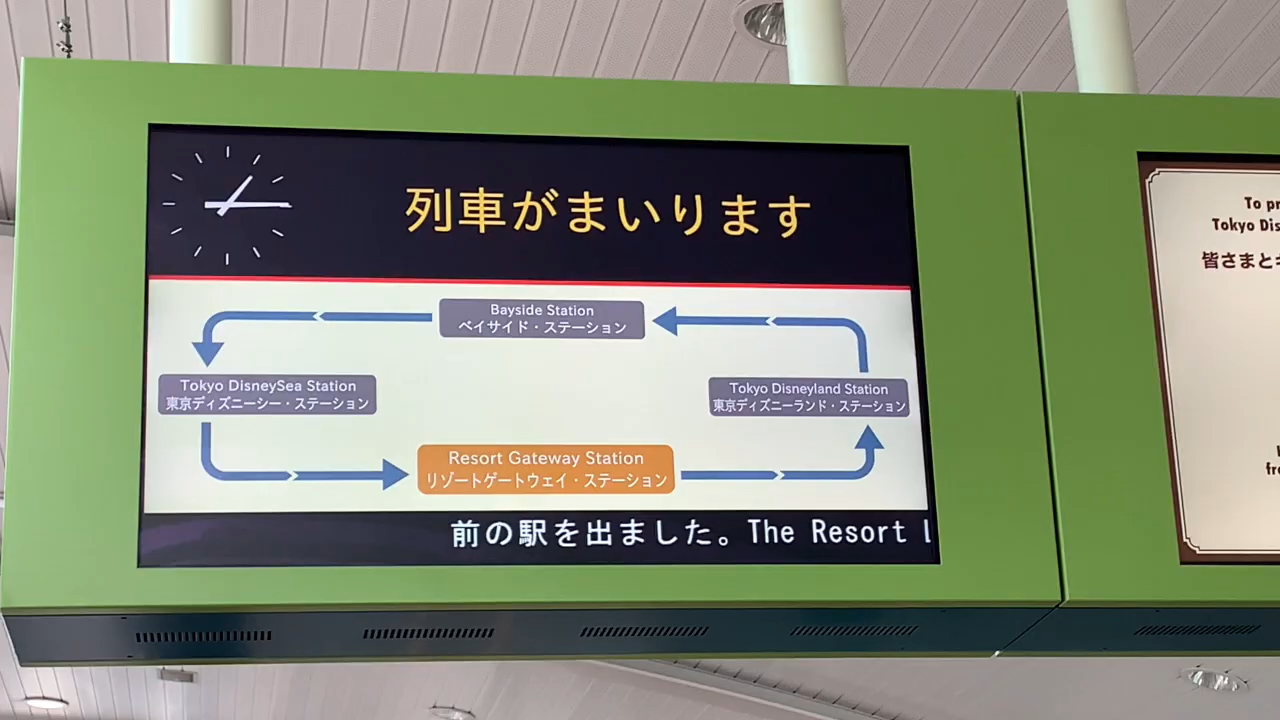 列車がまいります
Bayside Station
ベイサイド・ステーション
Tokyo DisneySea Station
東京ディズニーシー・ステーション
Tokyo Disneyland Station
東京ディズニーランド・ステーション
Resort Gateway Station
リゾートゲートウェイ・ステーション
前の駅を出ました。The Resort
To
Tokyo
皆さまと